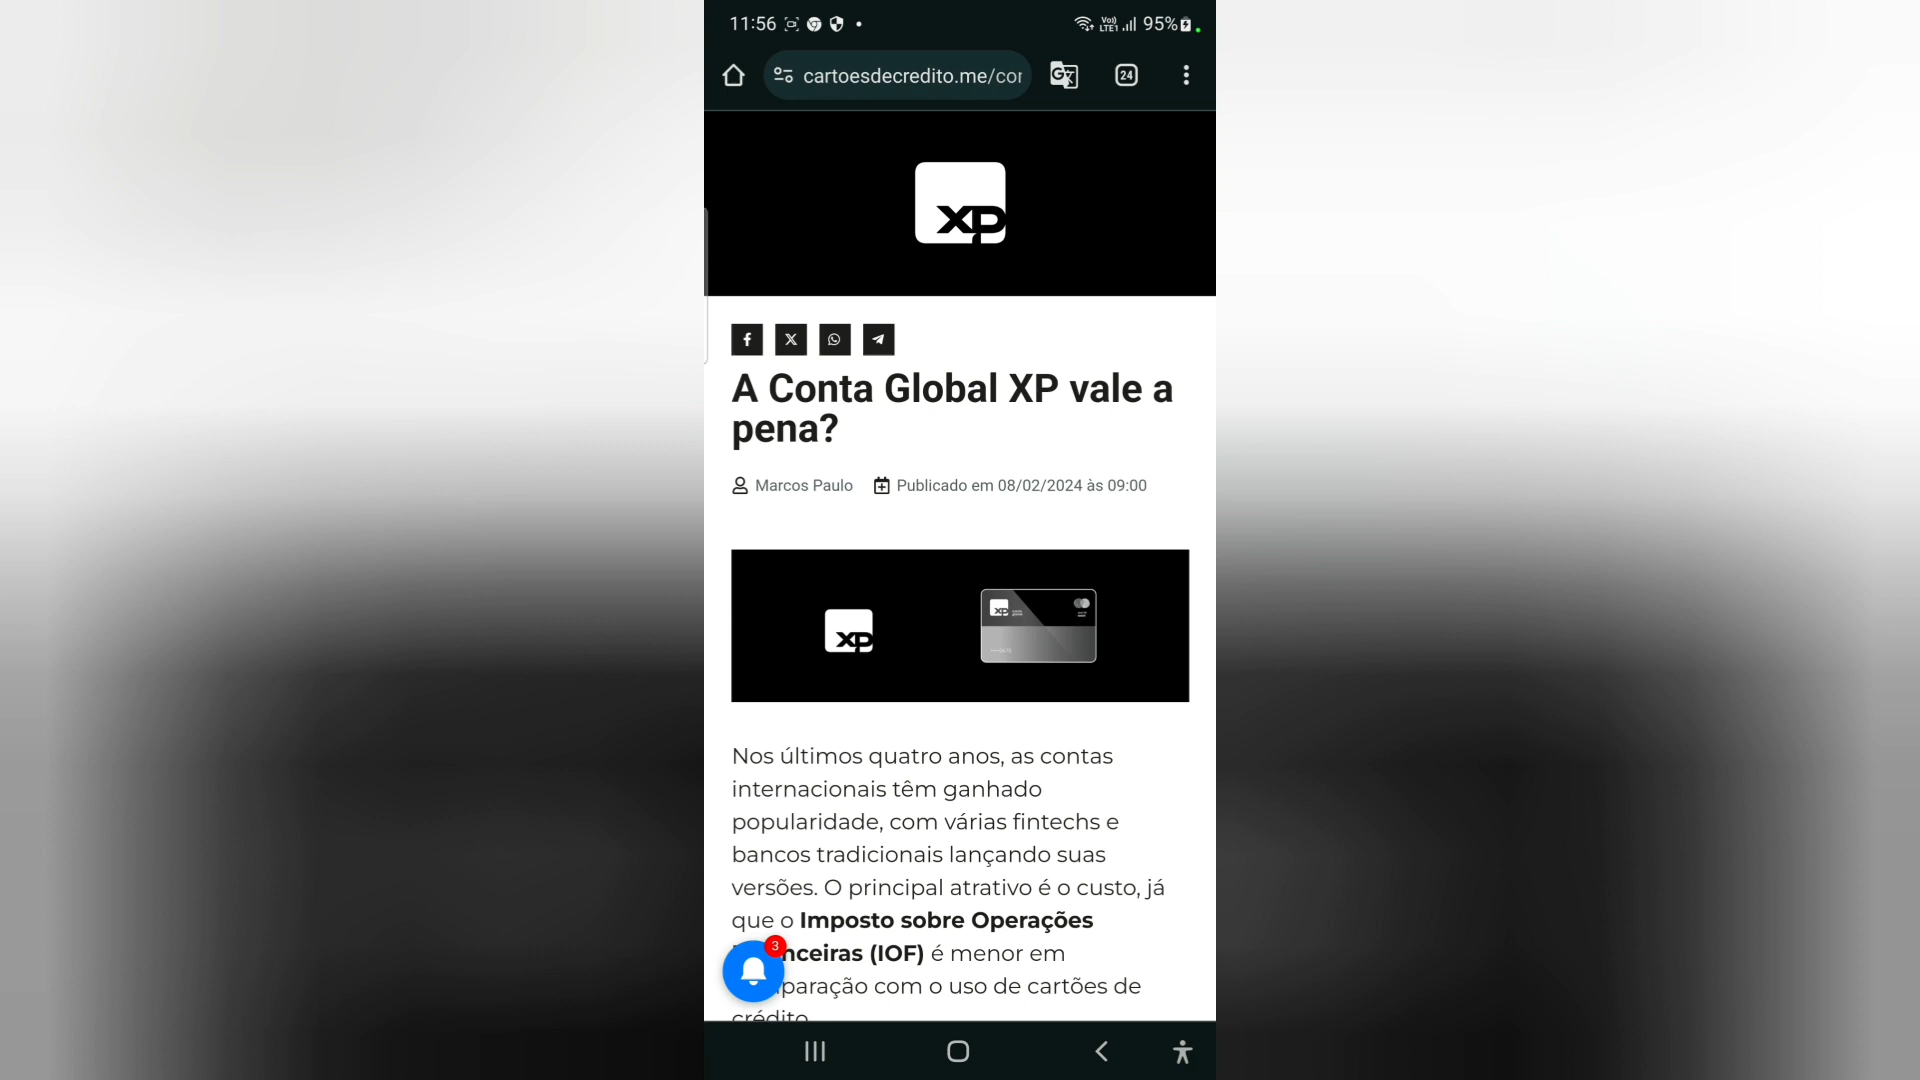 11:56
Vo))
LTE1
95%
cartoesdecredito.me/cor
24
XP
A Conta Global XP vale a
pena?
Marcos Paulo
Publicado em 08/02/2024 às 09:00
XP
XP
Nos últimos quatro anos, as contas
internacionais têm ganhado
popularidade, com várias fintechs e
bancos tradicionais lançando suas
versões. O principal atrativo é o custo, já
que o Imposto sobre Operações
nceiras (IOF) é menor em
3
paração com o uso de cartões de
crédito